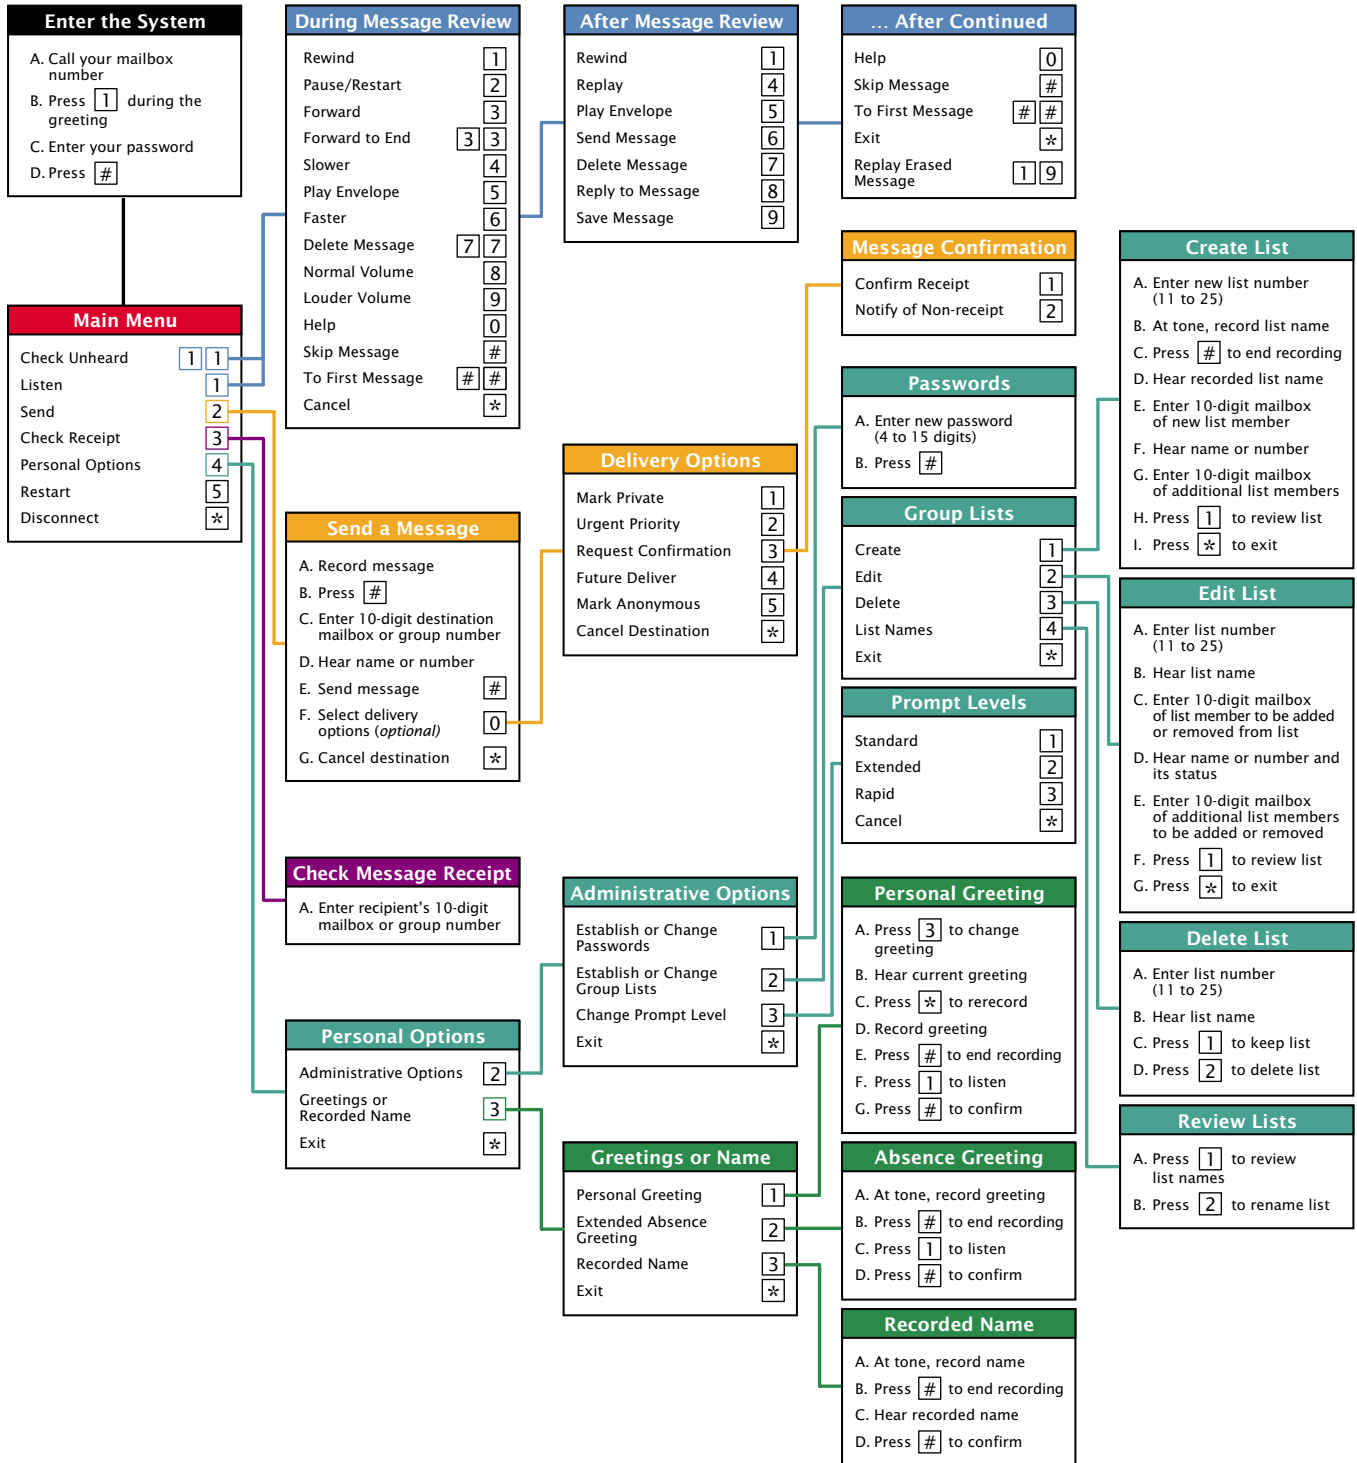 Enter the System
A. Call your mailbox
number
B. Press 1 during the
greeting
C. Enter your password
D. Press #
Main Menu
Check Unheard 1 1
Listen 1
Send 2
Check Receipt 3
Personal Options 4
Restart 5
Disconnect *
During Message Review
Rewind 1
Pause/Restart 2
Forward 3
Forward to End 3 3
Slower 4
Play Envelope 5
Faster 6
Delete Message 7 7
Normal Volume 8
Louder Volume 9
Help 0
Skip Message #
To First Message # #
Cancel *
Send a Message
A. Record message
B. Press #
C. Enter 10-digit destination
mailbox or group number
D. Hear name or number
E. Send message #
F. Select delivery
options (optional) 0
G. Cancel destination *
Check Message Receipt
A. Enter recipient's 10-digit
mailbox or group number
Personal Options
Administrative Options 2
Greetings or
Recorded Name 3
Exit *
After Message Review
Rewind 1
Replay 4
Play Envelope 5
Send Message 6
Delete Message 7
Reply to Message 8
Save Message 9
Delivery Options
Mark Private 1
Urgent Priority 2
Request Confirmation 3
Future Deliver 4
Mark Anonymous 5
Cancel Destination *
Administrative Options
Establish or Change
Passwords 1
Establish or Change
Group Lists 2
Change Prompt Level 3
Exit *
Greetings or Name
Personal Greeting 1
Extended Absence
Greeting 2
Recorded Name 3
Exit *
... After Continued
Help 0
Skip Message #
To First Message # #
Exit *
Replay Erased
Message 1 9
Message Confirmation
Confirm Receipt 1
Notify of Non-receipt 2
Passwords
A. Enter new password
(4 to 15 digits)
B. Press #
Group Lists
Create 1
Edit 2
Delete 3
List Names 4
Exit *
Prompt Levels
Standard 1
Extended 2
Rapid 3
Cancel *
Personal Greeting
A. Press 3 to change
greeting
B. Hear current greeting
C. Press * to rerecord
D. Record greeting
E. Press # to end recording
F. Press 1 to listen
G. Press # to confirm
Absence Greeting
A. At tone, record greeting
B. Press # to end recording
C. Press 1 to listen
D. Press # to confirm
Recorded Name
A. At tone, record name
B. Press # to end recording
C. Hear recorded name
D. Press # to confirm
Create List
A. Enter new list number
(11 to 25)
B. At tone, record list name
C. Press # to end recording
D. Hear recorded list name
E. Enter 10-digit mailbox
of new list member
F. Hear name or number
G. Enter 10-digit mailbox
of additional list members
H. Press 1 to review list
I. Press * to exit
Edit List
A. Enter list number
(11 to 25)
B. Hear list name
C. Enter 10-digit mailbox
of list member to be added
or removed from list
D. Hear name or number and
its status
E. Enter 10-digit mailbox
of additional list members
to be added or removed
F. Press 1 to review list
G. Press * to exit
Delete List
A. Enter list number
(11 to 25)
B. Hear list name
C. Press 1 to keep list
D. Press 2 to delete list
Review Lists
A. Press 1 to review
list names
B. Press 2 to rename list